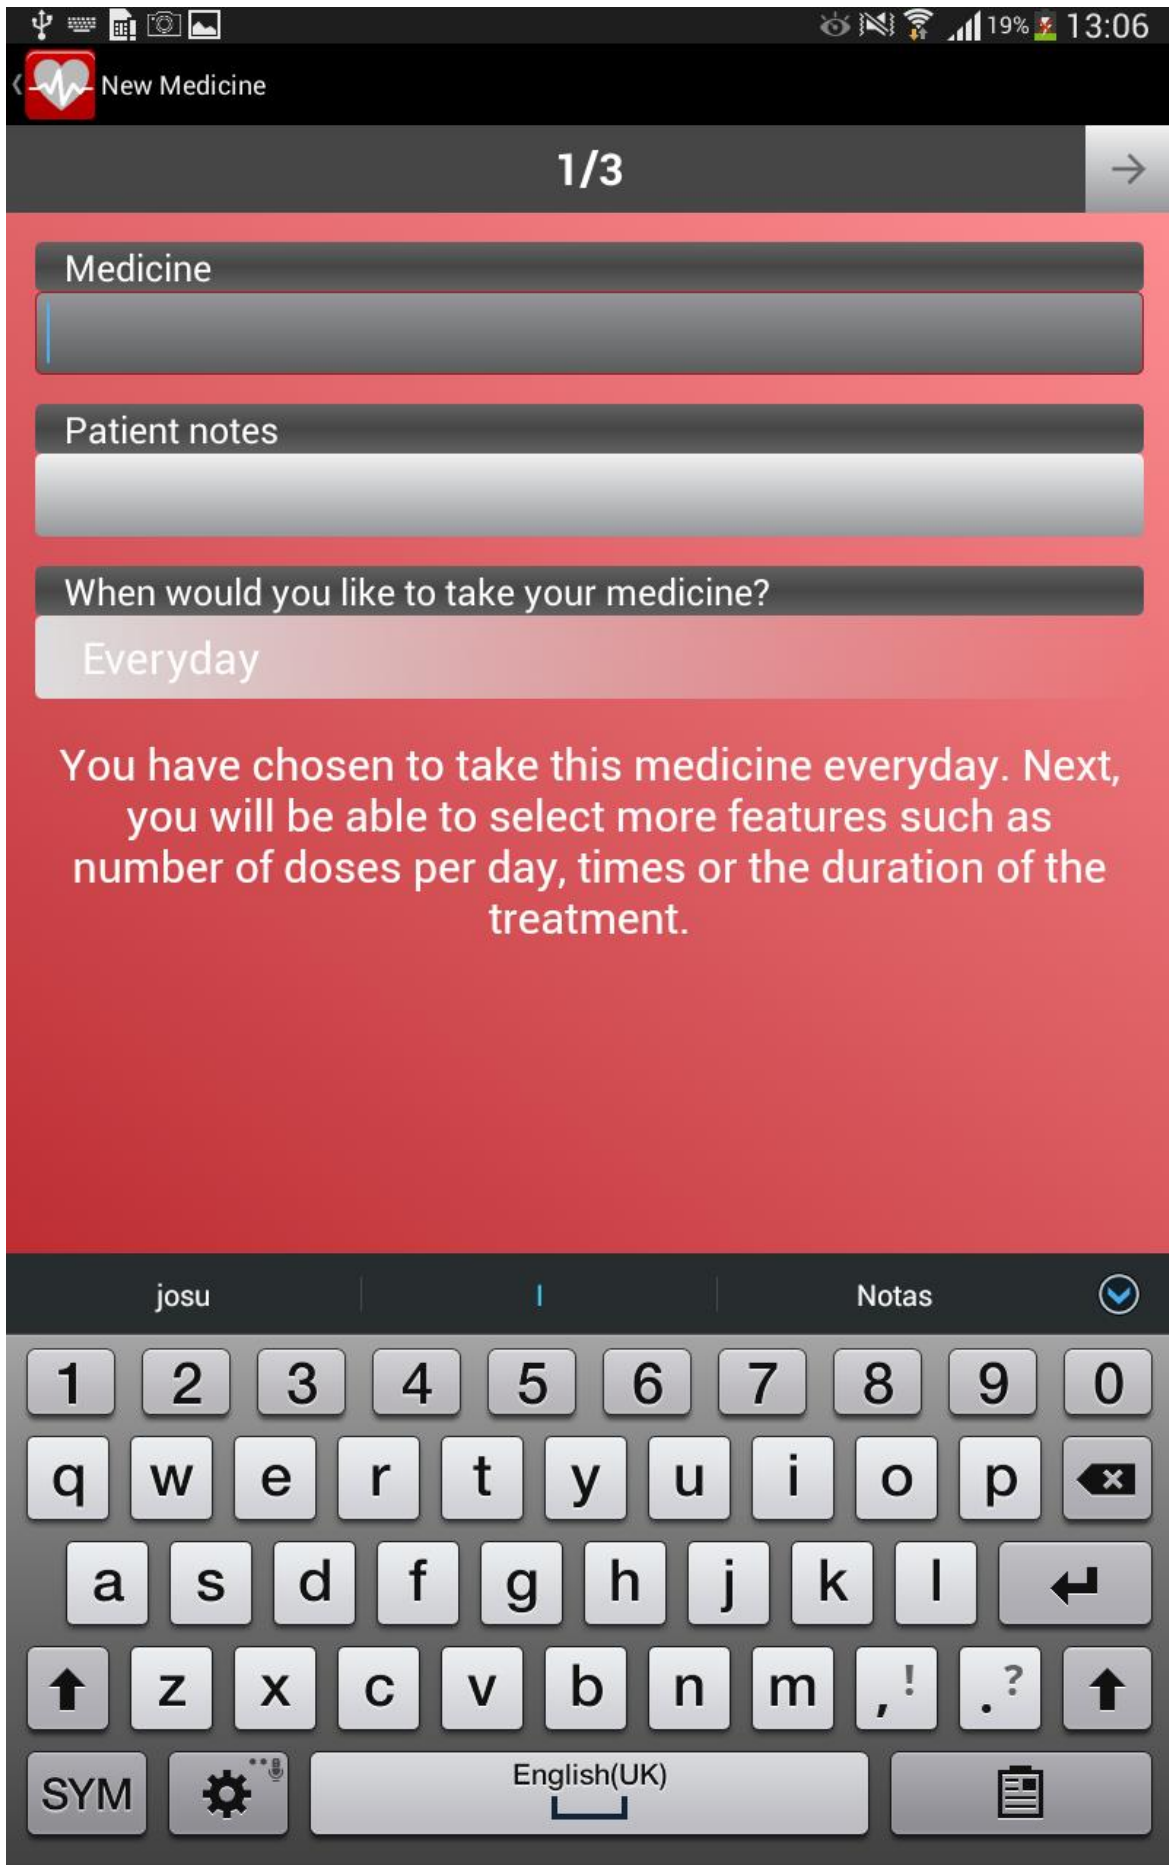 19% 13:06
New Medicine
1/3
Medicine
Patient notes
When would you like to take your medicine?
Everyday
You have chosen to take this medicine everyday. Next,
you will be able to select more features such as
number of doses per day, times or the duration of the
treatment.
josu I Notas
1 2 3 4 5 6 7 8 9 0
q w e r t y u i o p
a s d f g h j k l
z x c v b n m , ! . ?
SYM English(UK)